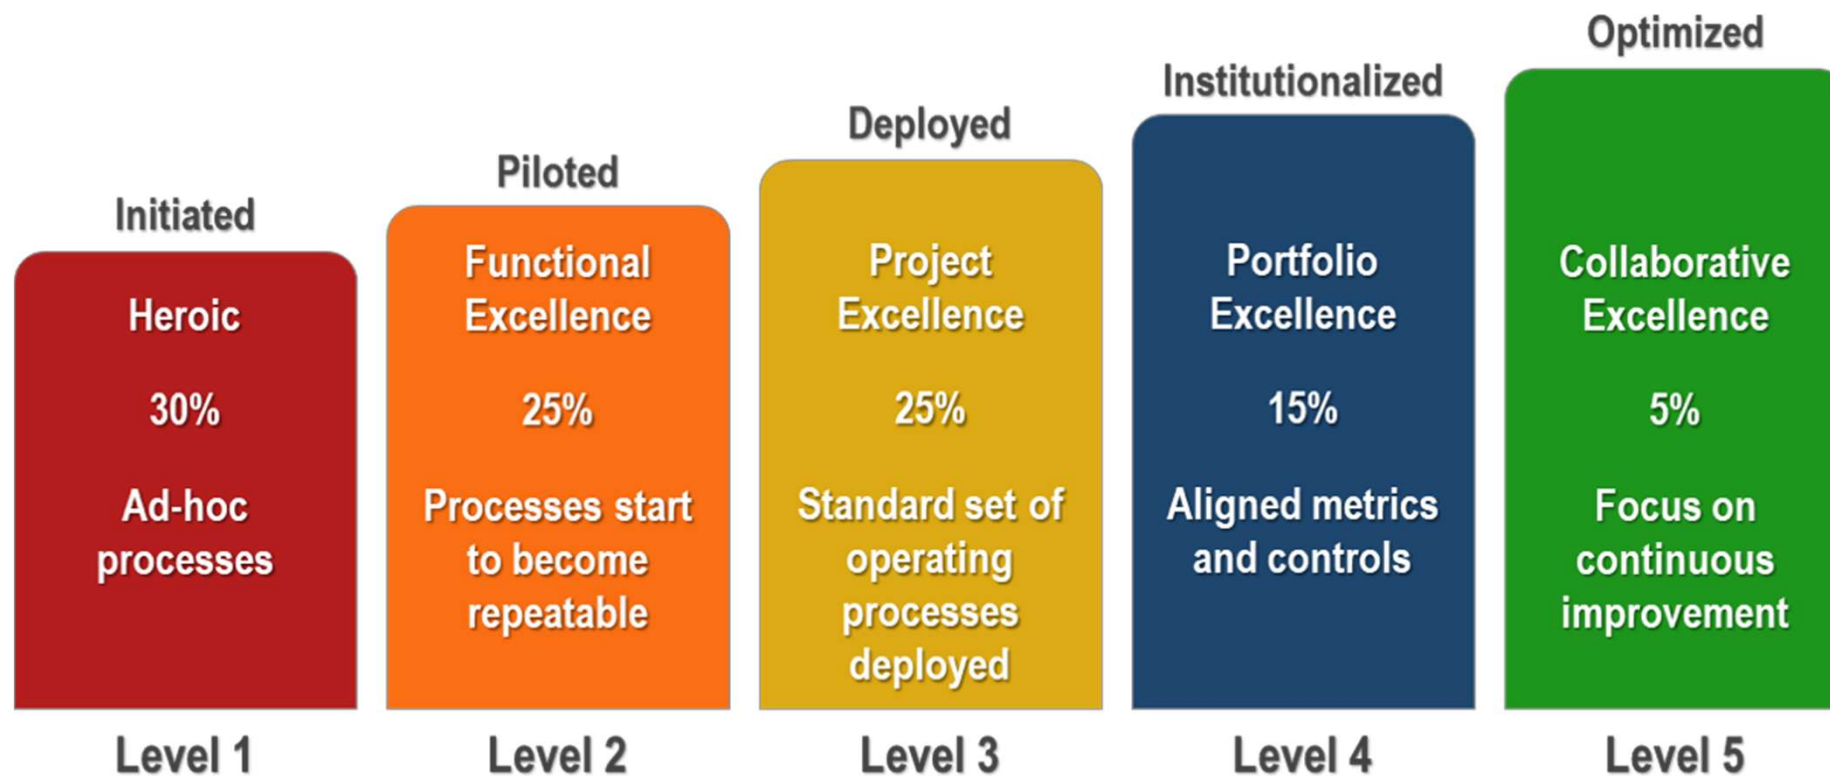 Initiated
Heroic
30%
Ad-hoc
processes
Level 1
Piloted
Functional
Excellence
25%
Processes start
to become
repeatable
Level 2
Deployed
Project
Excellence
25%
Standard set of
operating
processes
deployed
Level 3
Institutionalized
Portfolio
Excellence
15%
Aligned metrics
and controls
Level 4
Optimized
Collaborative
Excellence
5%
Focus on
continuous
improvement
Level 5